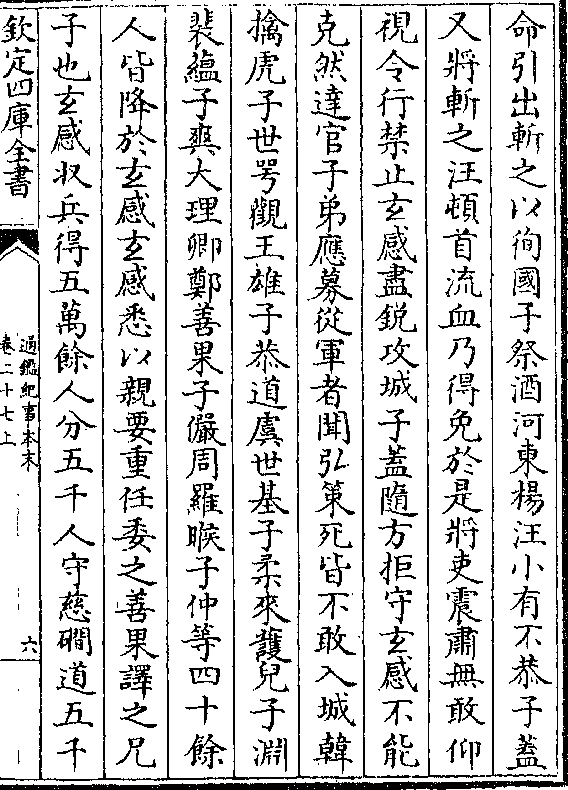 命引出斬之以徇國子祭酒河東楊汪小有不恭子蓋
又將斬之汪頓首流血乃得免於是將吏震肅無敢仰
視令行禁止玄感盡鋭攻城子蓋隨方拒守玄感不能
克然達官子弟應募從軍者聞弘策死皆不敢入城韓
擒虎子世咢觀王雄子恭道虞世基子柔來護兒子淵
裴藴子爽大理卿鄭善果子儼周羅睺子仲等四十餘
人皆降於玄感玄感悉以親要重任委之善果譯之兄
子也玄感収兵得五萬餘人分五千人守慈磵道五千
欽定四庫全書
通鑑紀事本末
卷二十七上
六